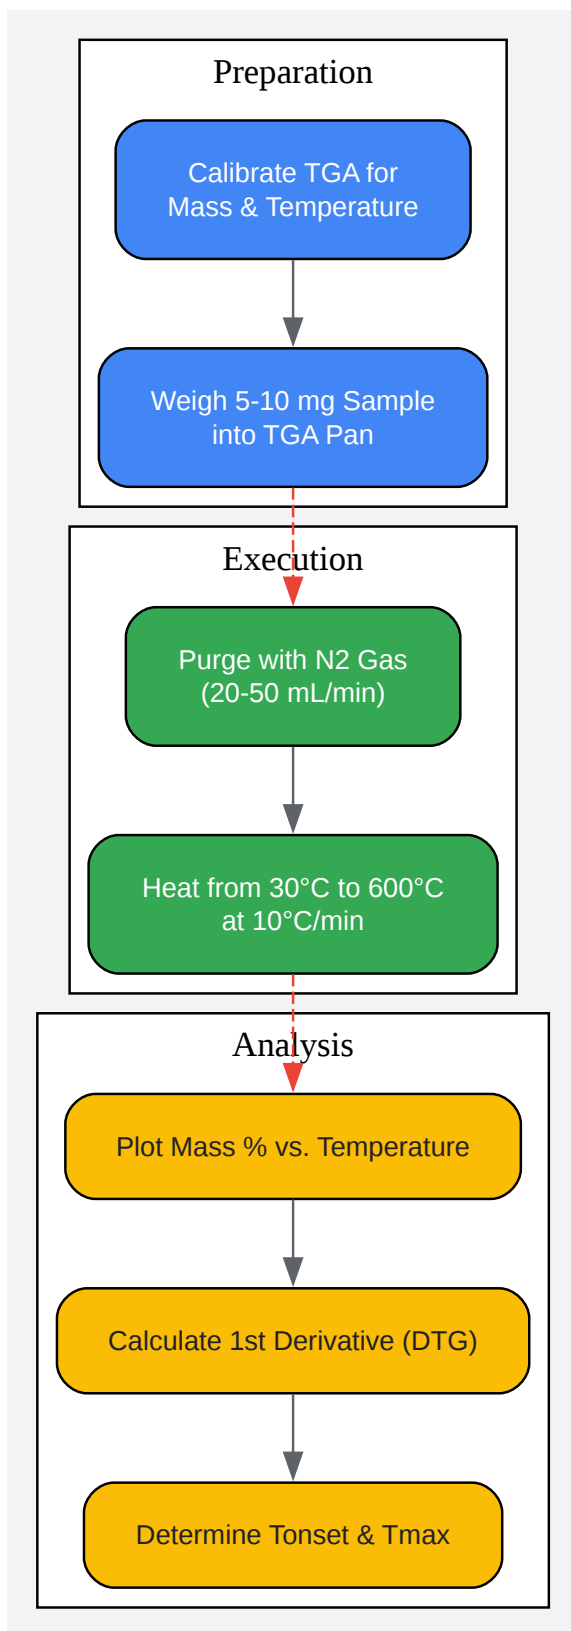 Preparation
Calibrate TGA for
Mass & Temperature
Weigh 5-10 mg Sample
into TGA Pan
Execution
Purge with N2 Gas
(20-50 mL/min)
Heat from 30°C to 600°C
at 10°C/min
Analysis
Plot Mass % vs. Temperature
Calculate 1st Derivative (DTG)
Determine Tonset & Tmax